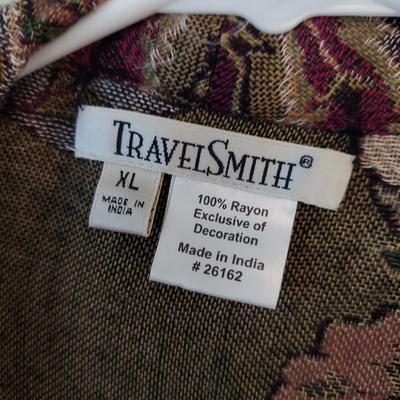 TRAVELSMITH®
XL
MADE IN
INDIA
100% Rayon
Exclusive of
Decoration
Made in India
# 26162